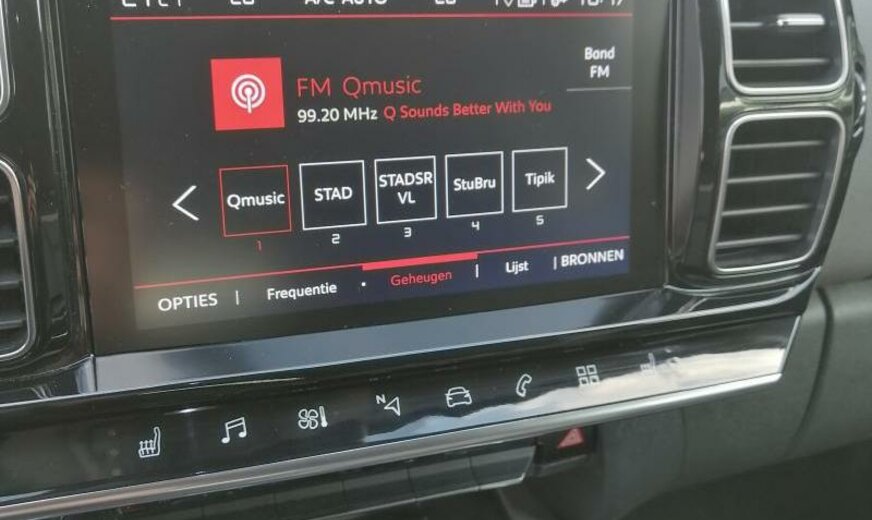 A/C AUTO
Band
FM
FM Qmusic
99.20 MHz Q Sounds Better With You
Qmusic STAD STADSR VL StuBru Tipik
1 2 3 4 5
OPTIES | Frequentie · Geheugen | Lijst | BRONNEN
N